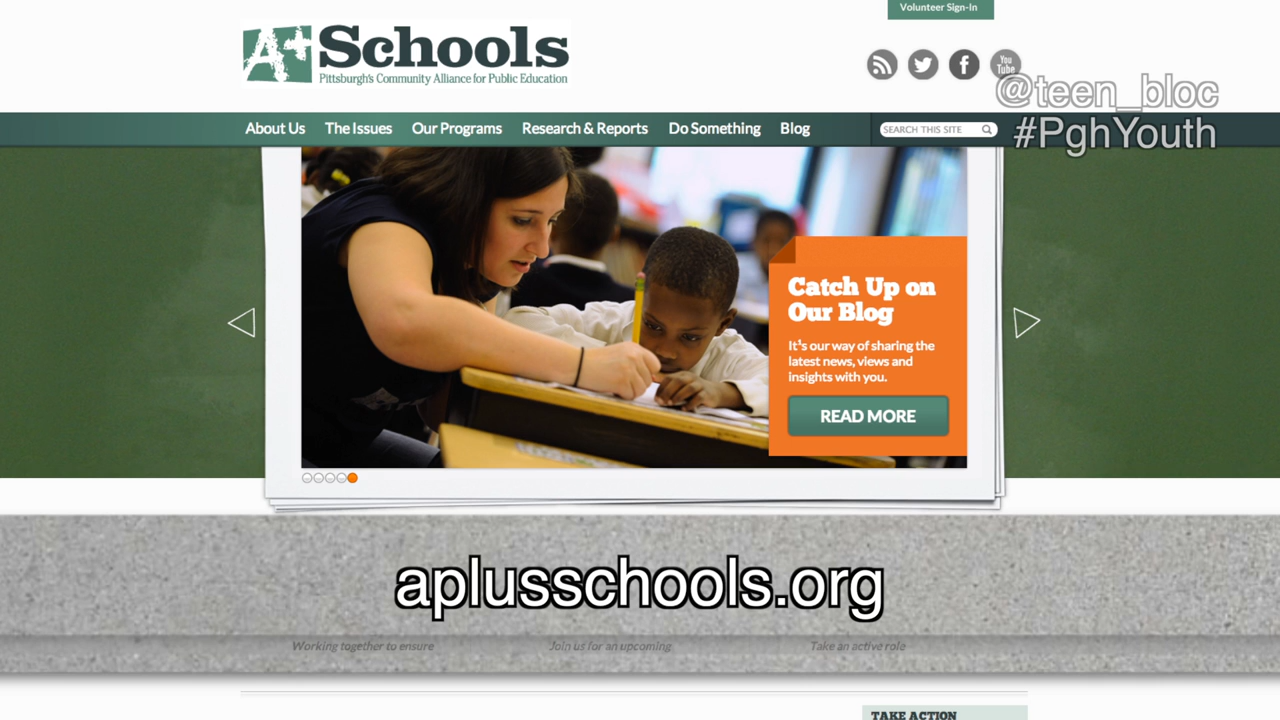 Volunteer Sign-In
A+ Schools
Pittsburgh's Community Alliance for Public Education
You
Tube
@teen_bloc
#PghYouth
About Us The Issues Our Programs Research & Reports Do Something Blog
SEARCH THIS SITE
Catch Up on
Our Blog
It's our way of sharing the
latest news, views and
insights with you.
READ MORE
aplusschools.org
Working together to ensure Join us for an upcoming Take an active role
TAKE ACTION